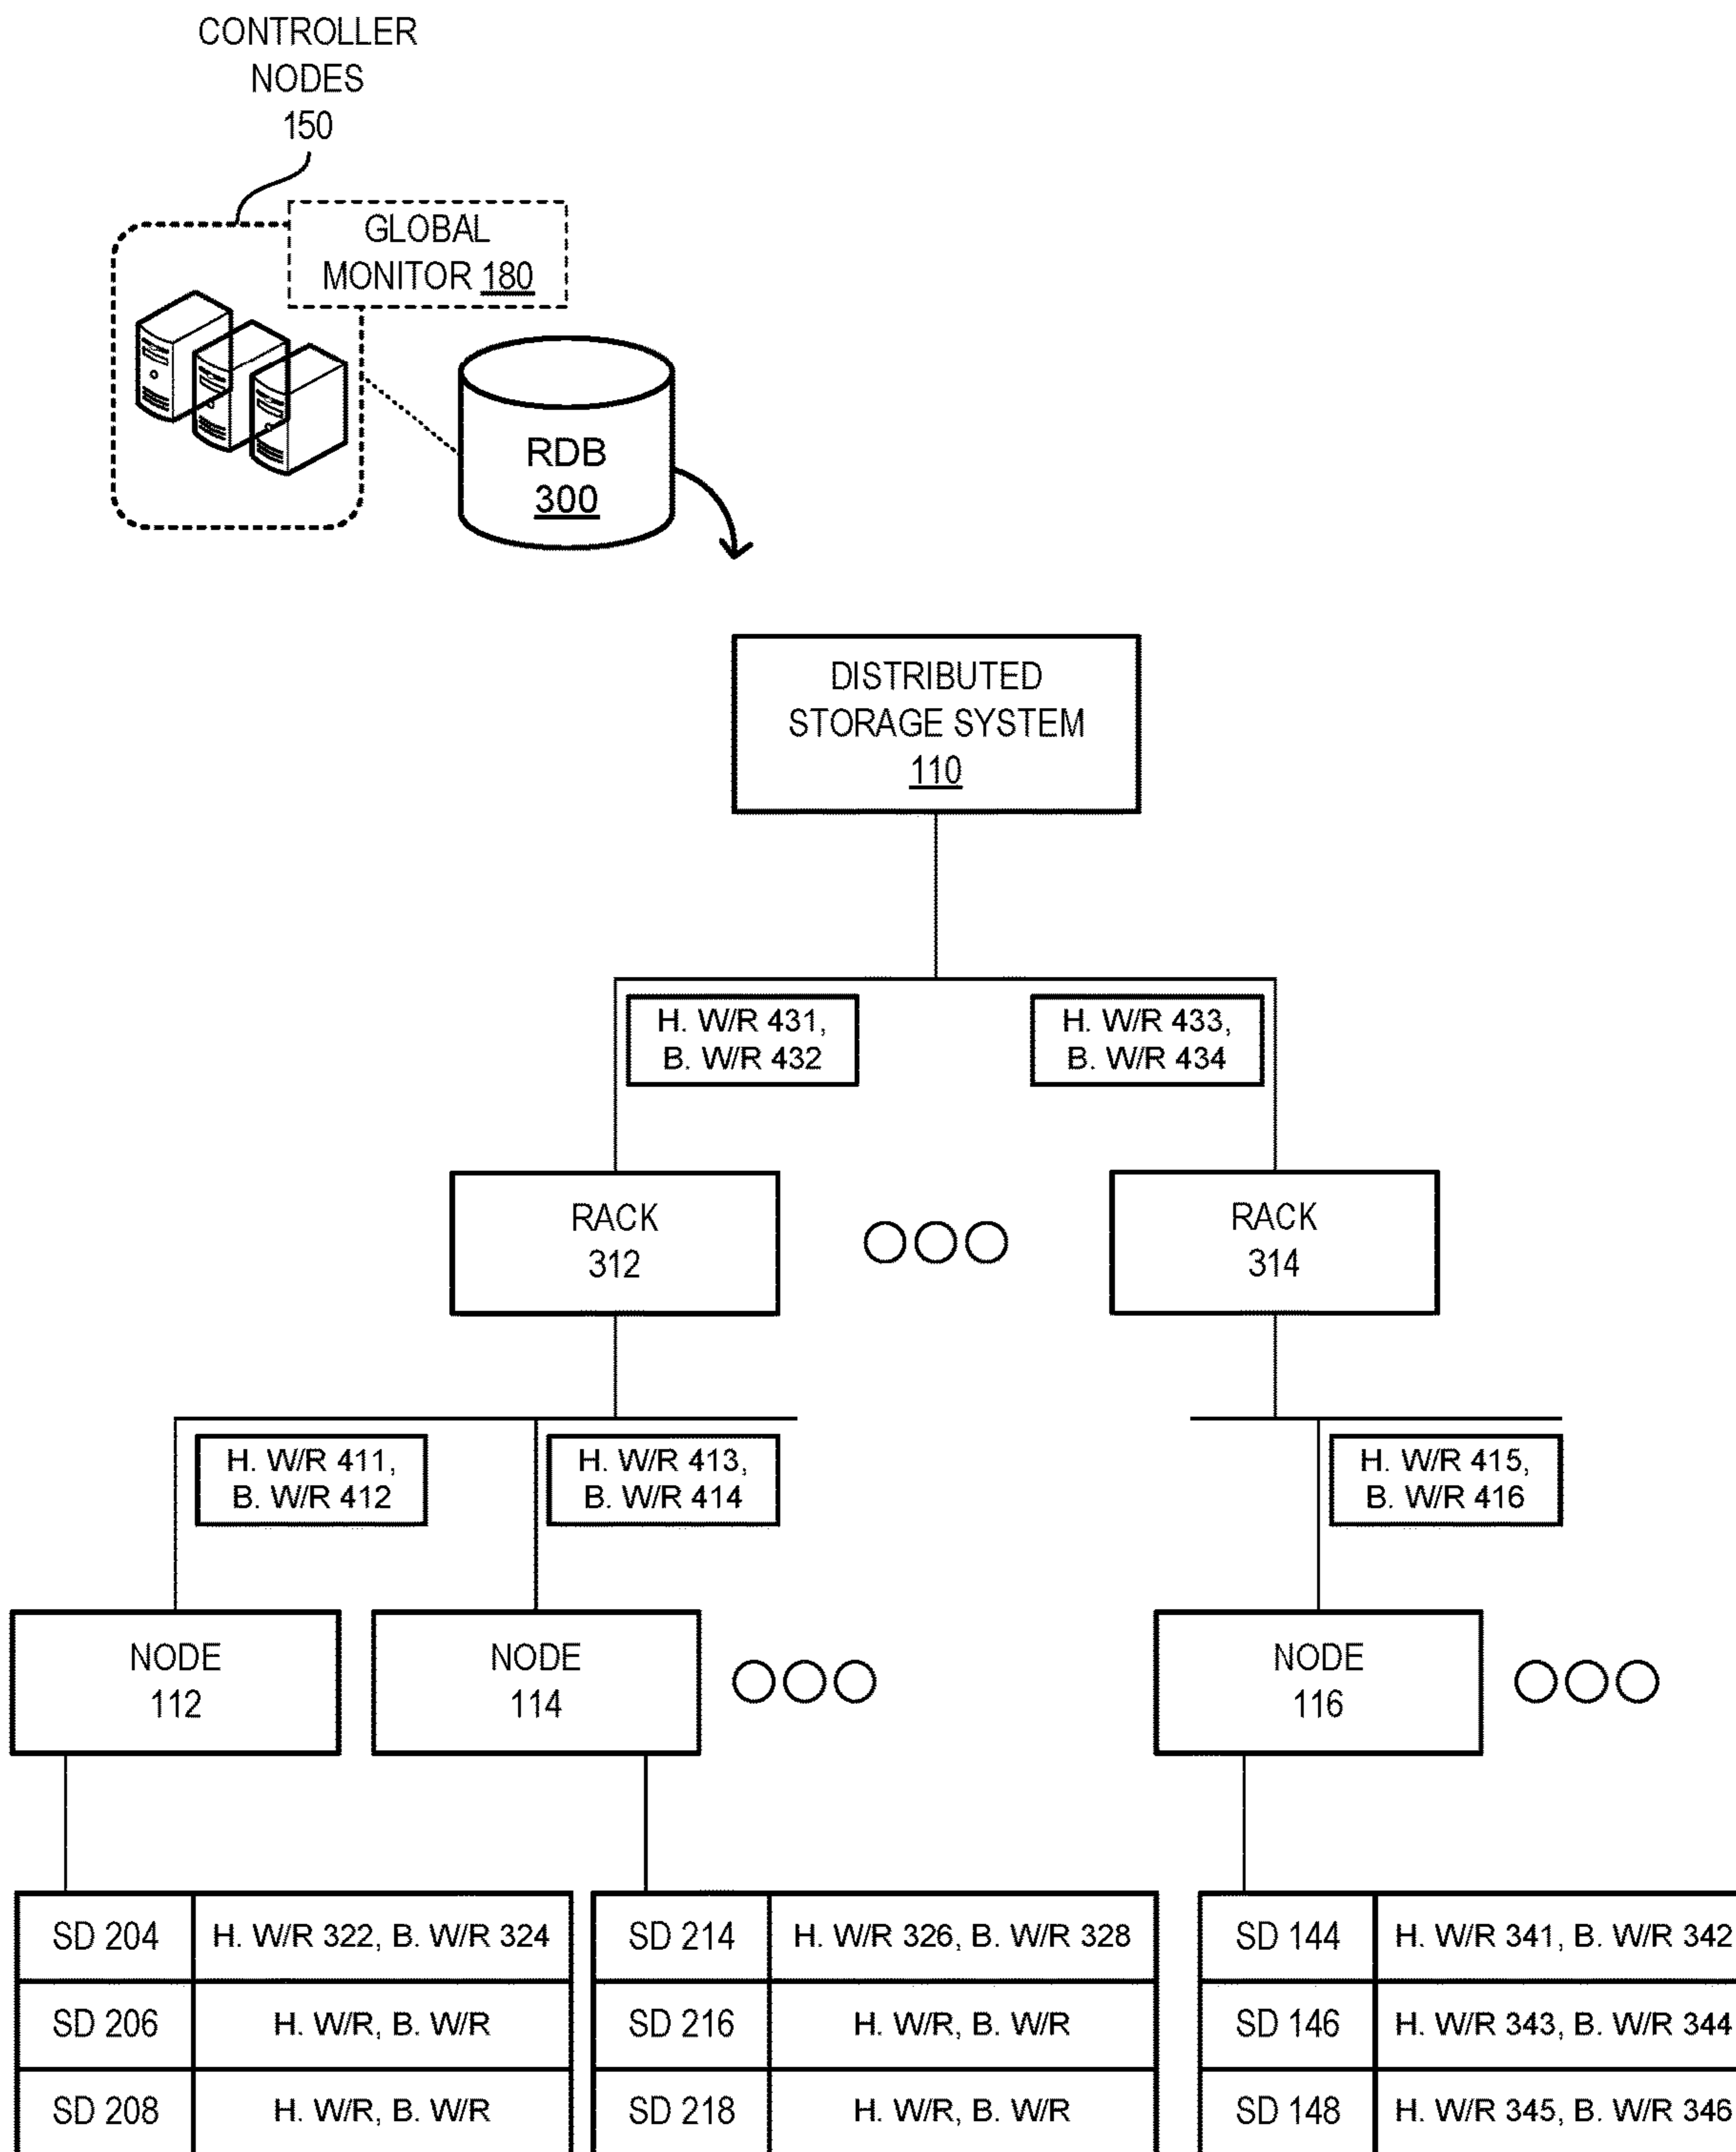 CONTROLLER
NODES
150
GLOBAL
MONITOR 180
RDB
300
DISTRIBUTED
STORAGE SYSTEM
110
H. W/R 431,
B. W/R 432
H. W/R 433,
B. W/R 434
RACK
312
RACK
314
H. W/R 411,
B. W/R 412
H. W/R 413,
B. W/R 414
H. W/R 415,
B. W/R 416
NODE
112
NODE
114
NODE
116
SD 204 H. W/R 322, B. W/R 324
SD 206 H. W/R, B. W/R
SD 208 H. W/R, B. W/R
SD 214 H. W/R 326, B. W/R 328
SD 216 H. W/R, B. W/R
SD 218 H. W/R, B. W/R
SD 144 H. W/R 341, B. W/R 342
SD 146 H. W/R 343, B. W/R 344
SD 148 H. W/R 345, B. W/R 346